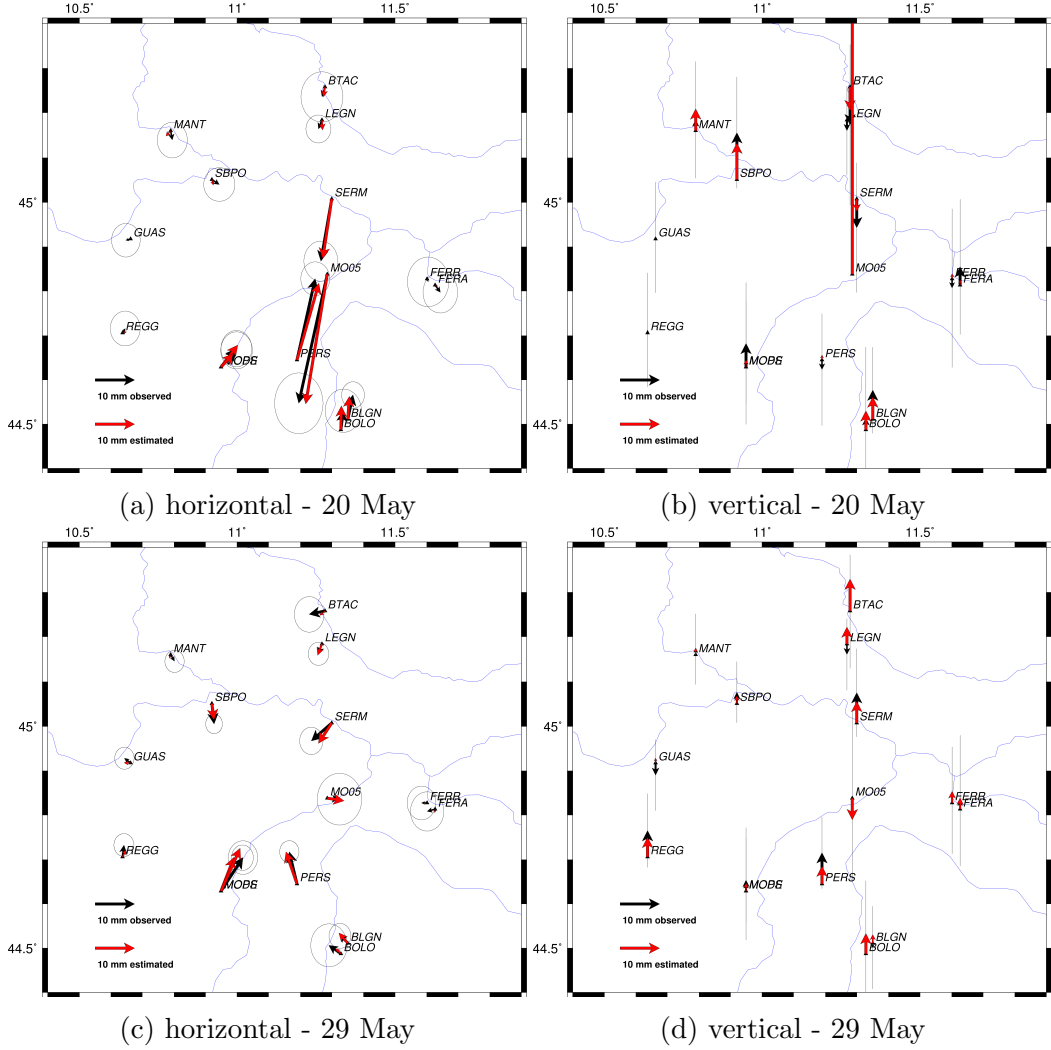 10.5˚ 11˚ 11.5˚
10.5˚ 11˚ 11.5˚
BTAC
LEGN
MANT
SBPO
SERM
45˚
GUAS
MO05
FERR
FERA
REGG
PERS
10 mm observed
BLGN
BOLO
44.5˚
10 mm estimated
BTAC
LEGN
MANT
SBPO
SERM
45˚
GUAS
MO05
FERA
REGG
PERS
10 mm observed
BLGN
BOLO
44.5˚
10 mm estimated
(a) horizontal - 20 May
(b) vertical - 20 May
10.5˚ 11˚ 11.5˚
10.5˚ 11˚ 11.5˚
BTAC
LEGN
MANT
SBPO
SERM
45˚
GUAS
MO05
FERR
FERA
REGG
PERS
10 mm observed
BLGN
BOLO
44.5˚
10 mm estimated
BTAC
LEGN
MANT
SBPO
SERM
45˚
GUAS
MO05
FERR
FERA
REGG
PERS
10 mm observed
BLGN
BOLO
44.5˚
10 mm estimated
(c) horizontal - 29 May
(d) vertical - 29 May